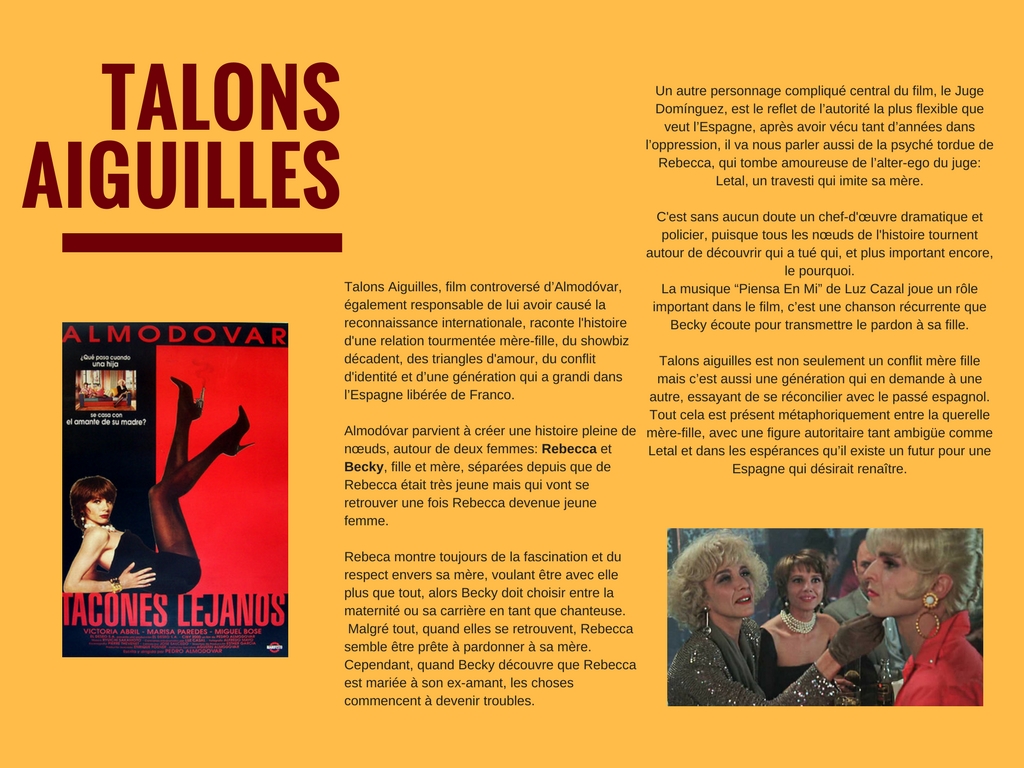 TALONS
AIGUILLES
ALMODOVAR
¿Qué pasa cuando
una hija
se casa con
el amante de su madre?
TACONES LEJANOS
VICTORIA ABRIL - MARISA PAREDES - MIGUEL BOSE
PEDRO ALMODOVAR
Talons Aiguilles, film controversé d’Almodóvar,
également responsable de lui avoir causé la
reconnaissance internationale, raconte l'histoire
d'une relation tourmentée mère-fille, du showbiz
décadent, des triangles d'amour, du conflit
d'identité et d’une génération qui a grandi dans
l’Espagne libérée de Franco.
Almodóvar parvient à créer une histoire pleine de
nœuds, autour de deux femmes: Rebecca et
Becky, fille et mère, séparées depuis que de
Rebecca était très jeune mais qui vont se
retrouver une fois Rebecca devenue jeune
femme.
Rebeca montre toujours de la fascination et du
respect envers sa mère, voulant être avec elle
plus que tout, alors Becky doit choisir entre la
maternité ou sa carrière en tant que chanteuse.
Malgré tout, quand elles se retrouvent, Rebecca
semble être prête à pardonner à sa mère.
Cependant, quand Becky découvre que Rebecca
est mariée à son ex-amant, les choses
commencent à devenir troubles.
Un autre personnage compliqué central du film, le Juge
Domínguez, est le reflet de l’autorité la plus flexible que
veut l’Espagne, après avoir vécu tant d’années dans
l’oppression, il va nous parler aussi de la psyché tordue de
Rebecca, qui tombe amoureuse de l’alter-ego du juge:
Letal, un travesti qui imite sa mère.
C'est sans aucun doute un chef-d'œuvre dramatique et
policier, puisque tous les nœuds de l'histoire tournent
autour de découvrir qui a tué qui, et plus important encore,
le pourquoi.
La musique “Piensa En Mi” de Luz Cazal joue un rôle
important dans le film, c’est une chanson récurrente que
Becky écoute pour transmettre le pardon à sa fille.
Talons aiguilles est non seulement un conflit mère fille
mais c’est aussi une génération qui en demande à une
autre, essayant de se réconcilier avec le passé espagnol.
Tout cela est présent métaphoriquement entre la querelle
mère-fille, avec une figure autoritaire tant ambigüe comme
Letal et dans les espérances qu’il existe un futur pour une
Espagne qui désirait renaître.